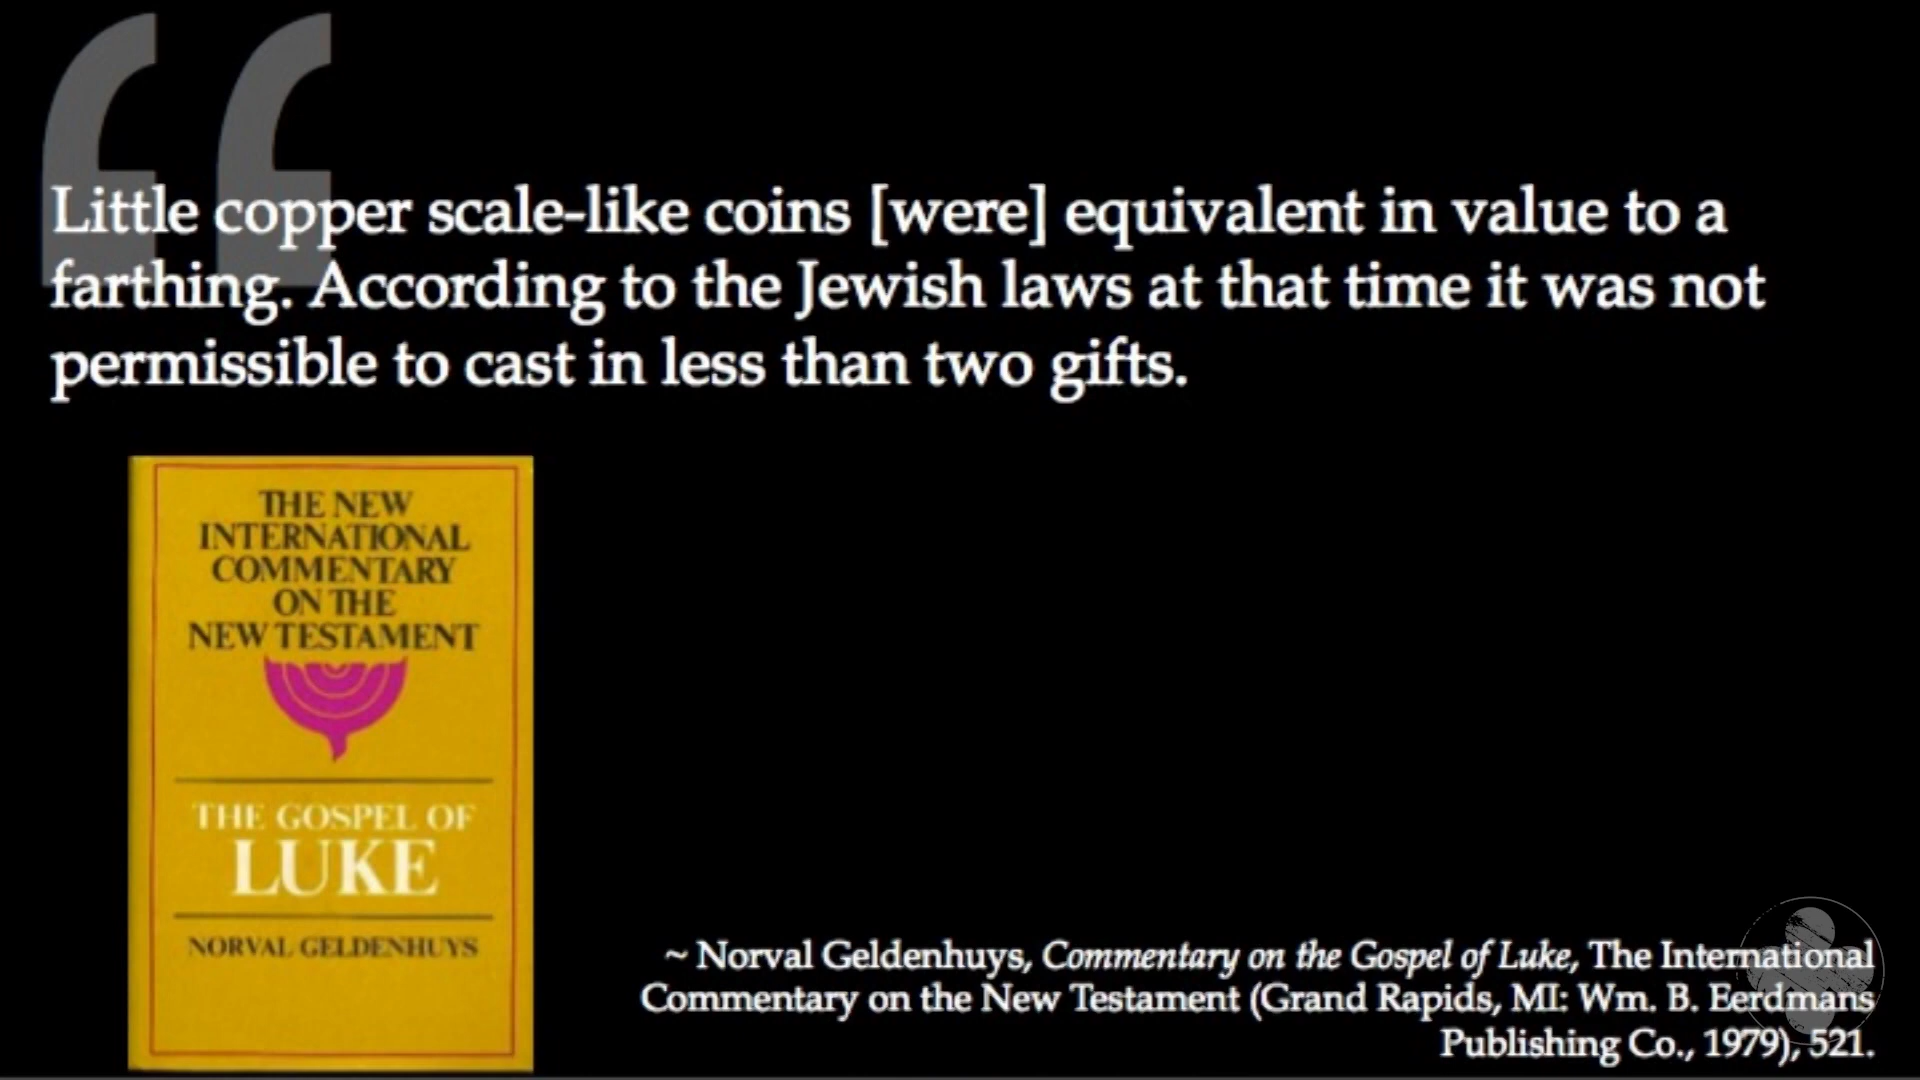 Little copper scale-like coins [were] equivalent in value to a
farthing. According to the Jewish laws at that time it was not
permissible to cast in less than two gifts.
THE NEW
INTERNATIONAL
COMMENTARY
ON THE
NEW TESTAMENT
THE GOSPEL OF
LUKE
NORVAL GELDENHUYS
~ Norval Geldenhuys, Commentary on the Gospel of Luke, The International
Commentary on the New Testament (Grand Rapids, MI: Wm. B. Eerdmans
Publishing Co., 1979), 521.